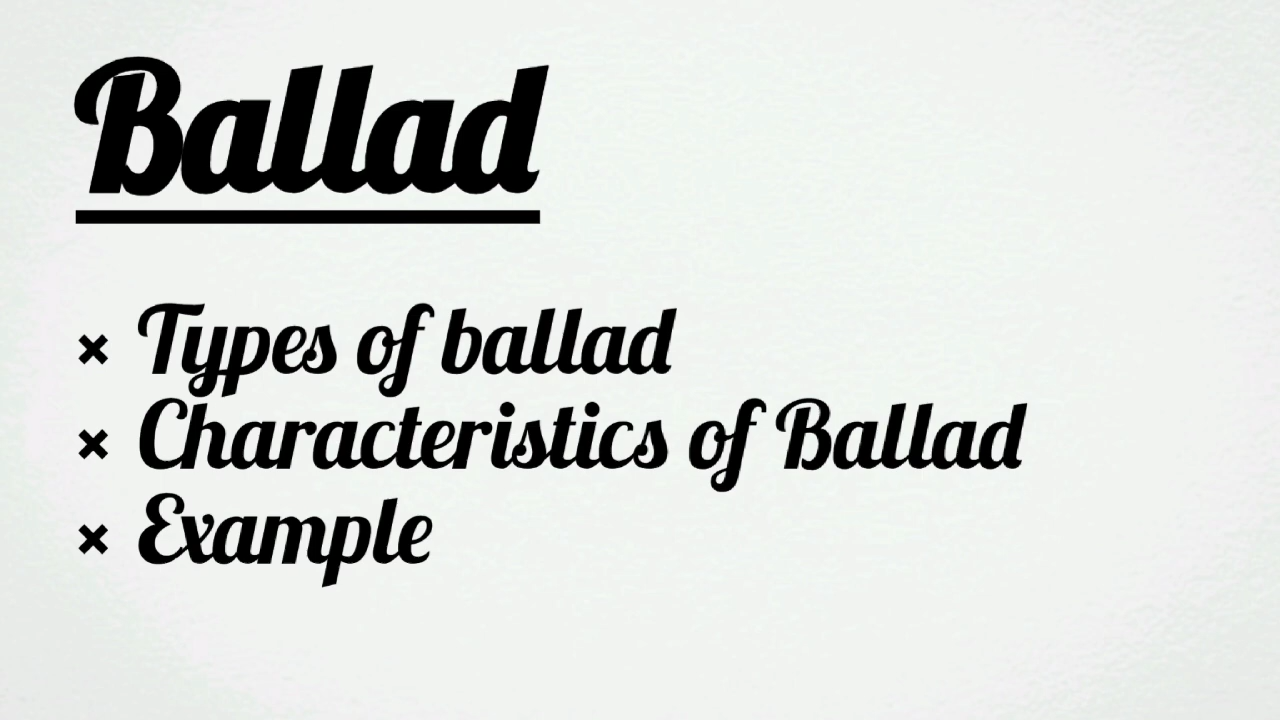 Ballad
× Types of ballad
× Characteristics of Ballad
× Example